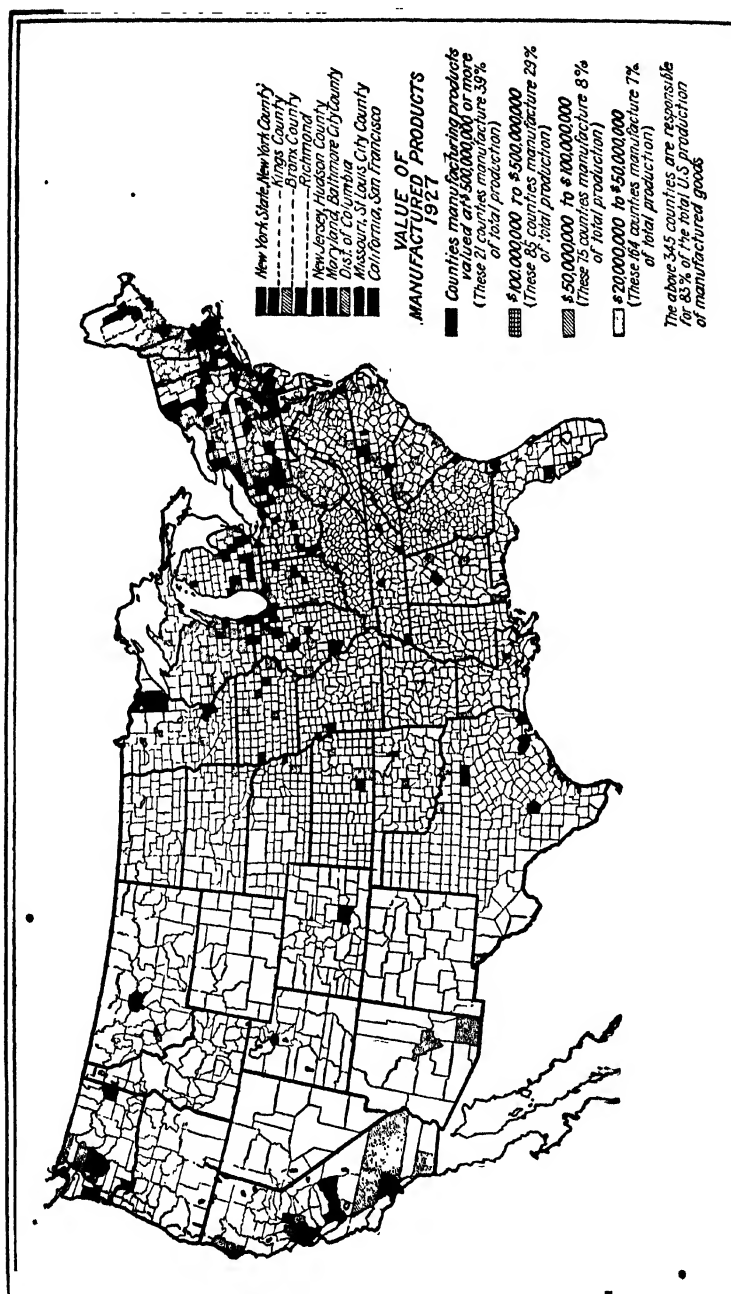 New York State, New York County
Kings County
Bronx County
Richmond
New Jersey, Hudson County
Maryland, Baltimore City County
Dist. of Columbia
Missouri, St Louis City County
California, San Francisco
VALUE OF
MANUFACTURED PRODUCTS
1927
Counties manufacturing products
valued at $500,000,000 or more
(These 21 counties manufacture 39%
of total production)
$100,000,000 to $500,000,000
(These 85 counties manufacture 29%
of total production)
$50,000,000 to $100,000,000
(These 75 counties manufacture 8%
of total production)
$20,000,000 to $50,000,000
(These 164 counties manufacture 7%
of total production)
The above 345 counties are responsible
for 83% of the total U.S production
of manufactured goods